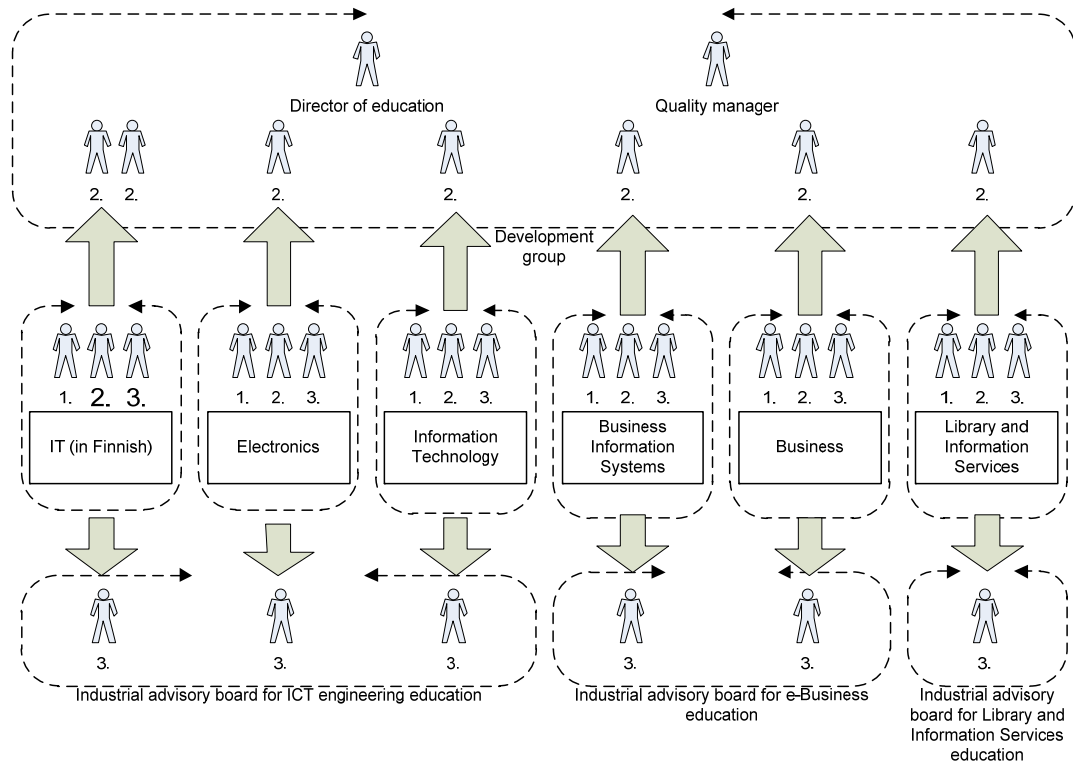 Director of education
Quality manager
2. 2. 2. 2. 2. 2. 2.
Development
group
1. 2. 3. 1. 2. 3. 1. 2. 3. 1. 2. 3. 1. 2. 3. 1. 2. 3.
IT (in Finnish)
Electronics
Information
Technology
Business
Information
Systems
Business
Library and
Information
Services
3. 3. 3. 3. 3. 3.
Industrial advisory board for ICT engineering education
Industrial advisory board for e-Business
education
Industrial advisory
board for Library and
Information Services
education